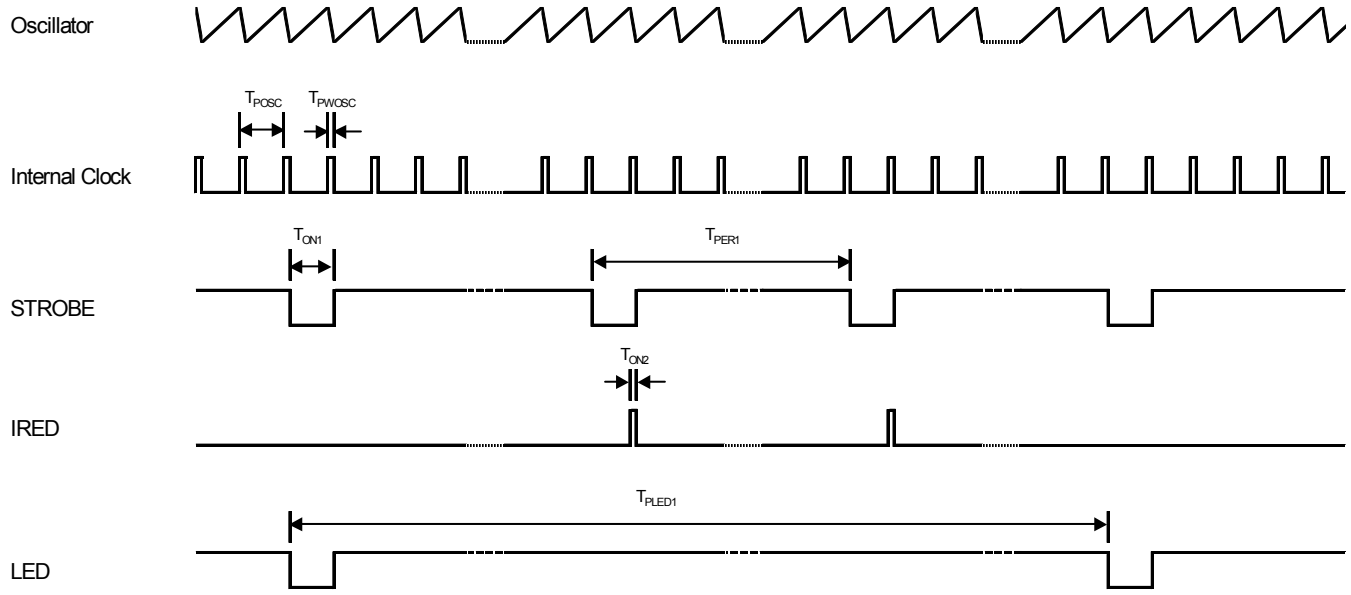 Oscillator
TPOSC
TPWOSC
Internal Clock
TON1
TPER1
STROBE
TON2
IRED
TPLED1
LED